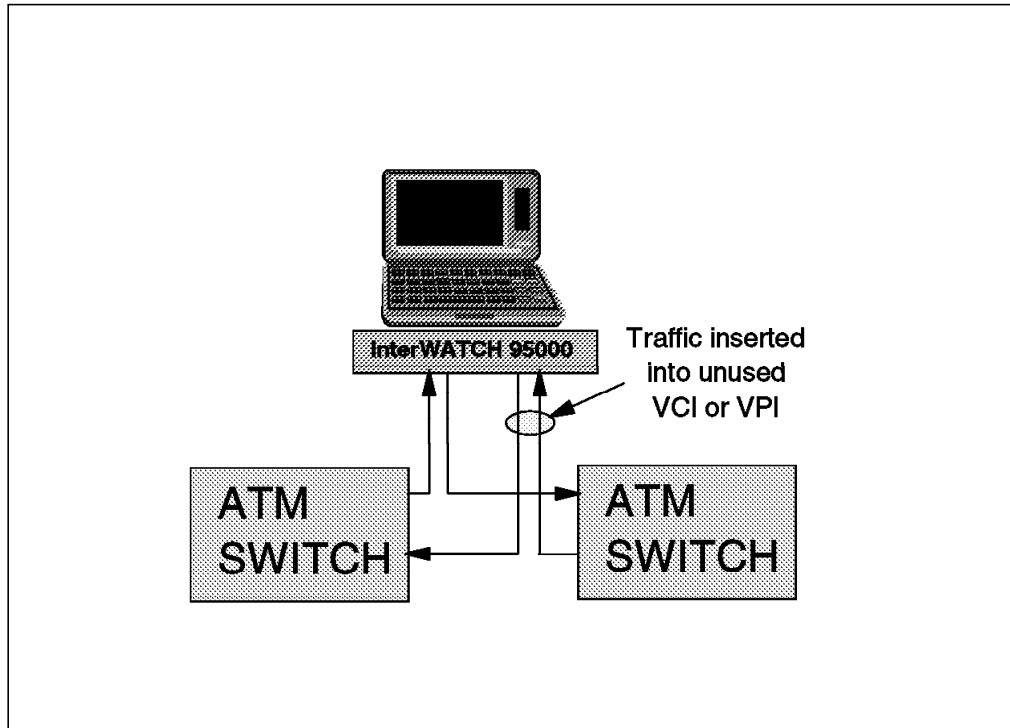 InterWATCH 95000
Traffic inserted
into unused
VCI or VPI
ATM
SWITCH
ATM
SWITCH